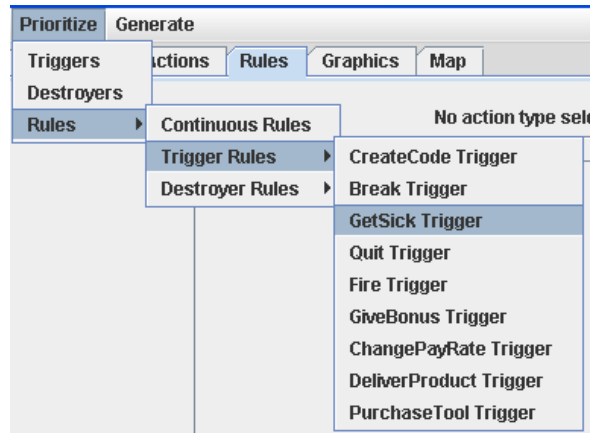 Prioritize Generate
Triggers
ctions Rules Graphics Map
Destroyers
No action type sel
Rules
Continuous Rules
Trigger Rules
Destroyer Rules
CreateCode Trigger
Break Trigger
GetSick Trigger
Quit Trigger
Fire Trigger
GiveBonus Trigger
ChangePayRate Trigger
DeliverProduct Trigger
PurchaseTool Trigger